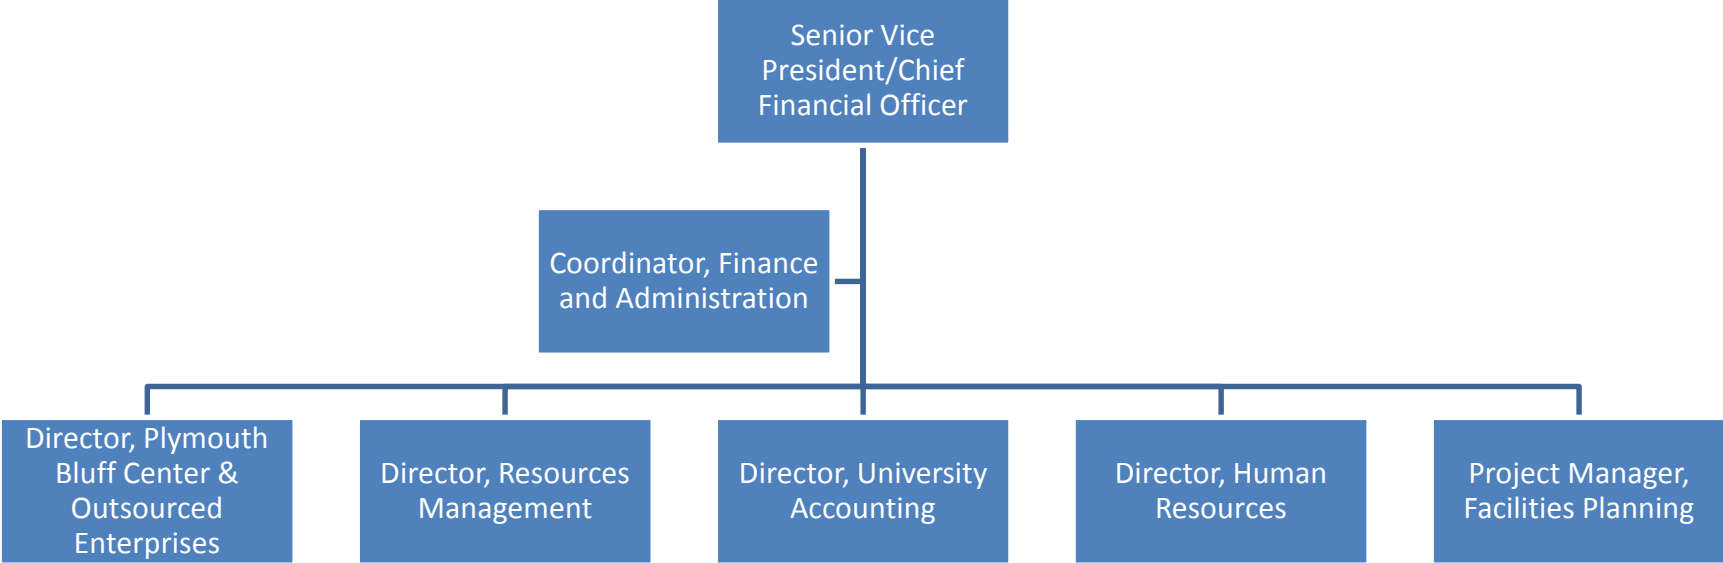 Senior Vice
President/Chief
Financial Officer
Coordinator, Finance
and Administration
Director, Plymouth
Bluff Center &
Outsourced
Enterprises
Director, Resources
Management
Director, University
Accounting
Director, Human
Resources
Project Manager,
Facilities Planning